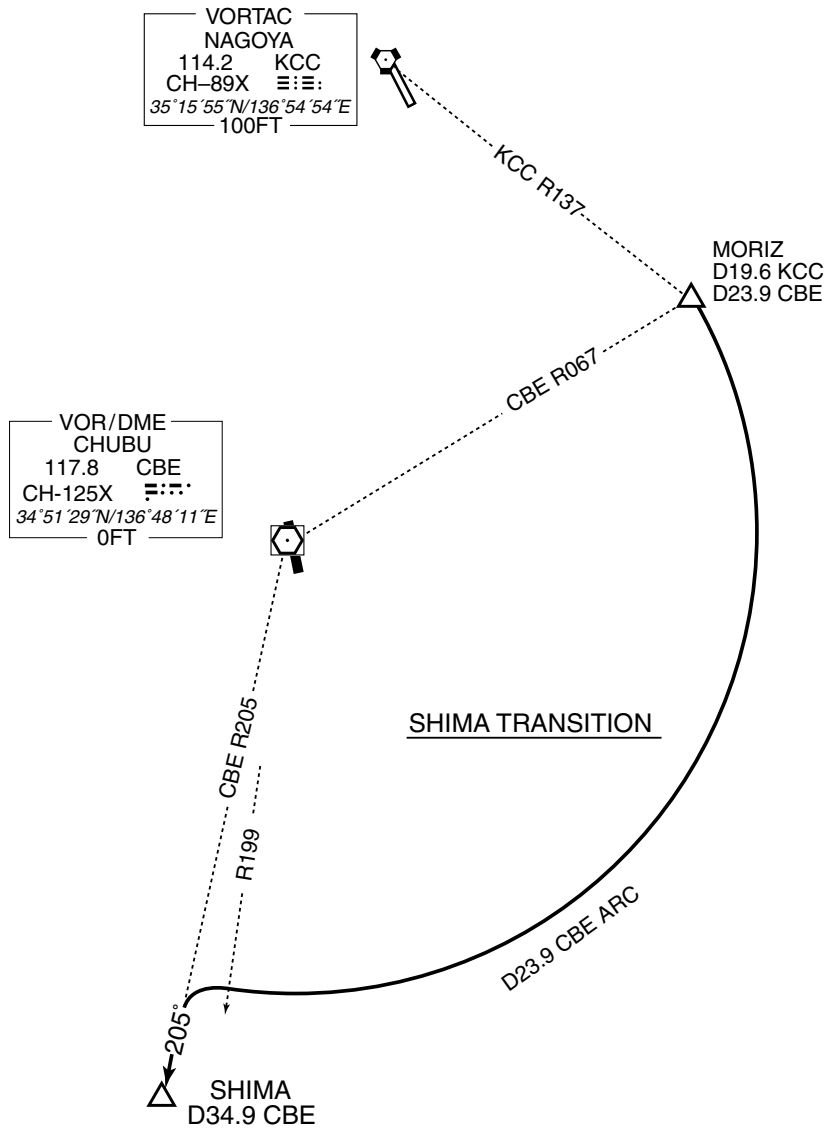 VORTAC
NAGOYA
114.2 KCC
CH–89X
35°15´55˝N/136°54´54˝E
100FT
KCC R137
MORIZ
D19.6 KCC
D23.9 CBE
CBE R067
VOR/DME
CHUBU
117.8 CBE
CH-125X
34°51´29˝N/136°48´11˝E
0FT
CBE R205
R199
SHIMA TRANSITION
D23.9 CBE ARC
205°
SHIMA
D34.9 CBE